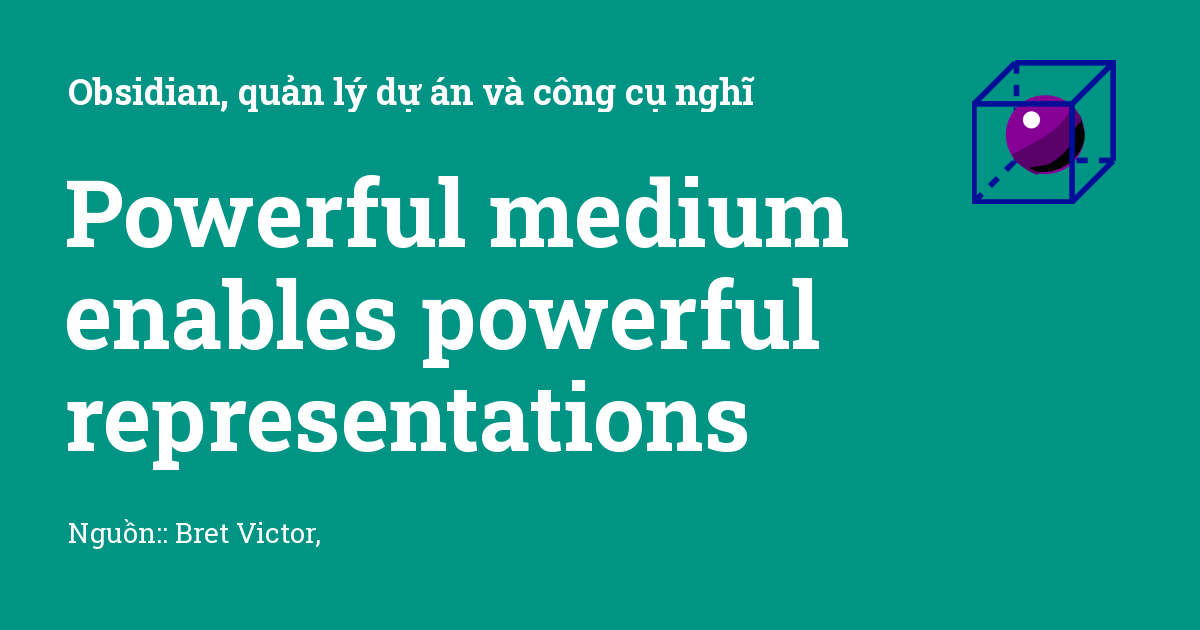 Obsidian, quản lý dự án và công cụ nghĩ
Powerful medium
enables powerful
representations
Nguồn:: Bret Victor,